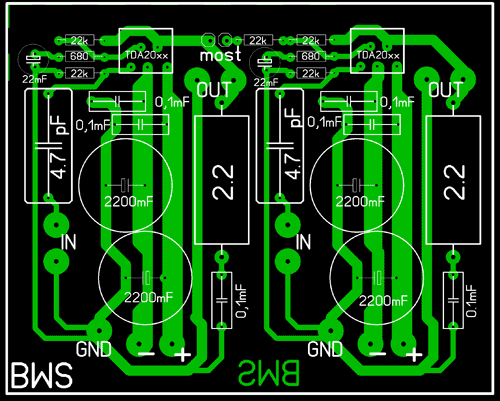 22k
22k
22k
22k
680
TDA20xx
most
680
TDA20xx
22k
22mF
22k
22mF
OUT
OUT
4.7 pF
0,1mF
0,1mF
2.2
4.7 pF
0,1mF
0,1mF
2.2
2200mF
2200mF
IN
IN
2200mF
0,1mF
2200mF
0,1mF
GND - +
GND - +
BWS
BWS